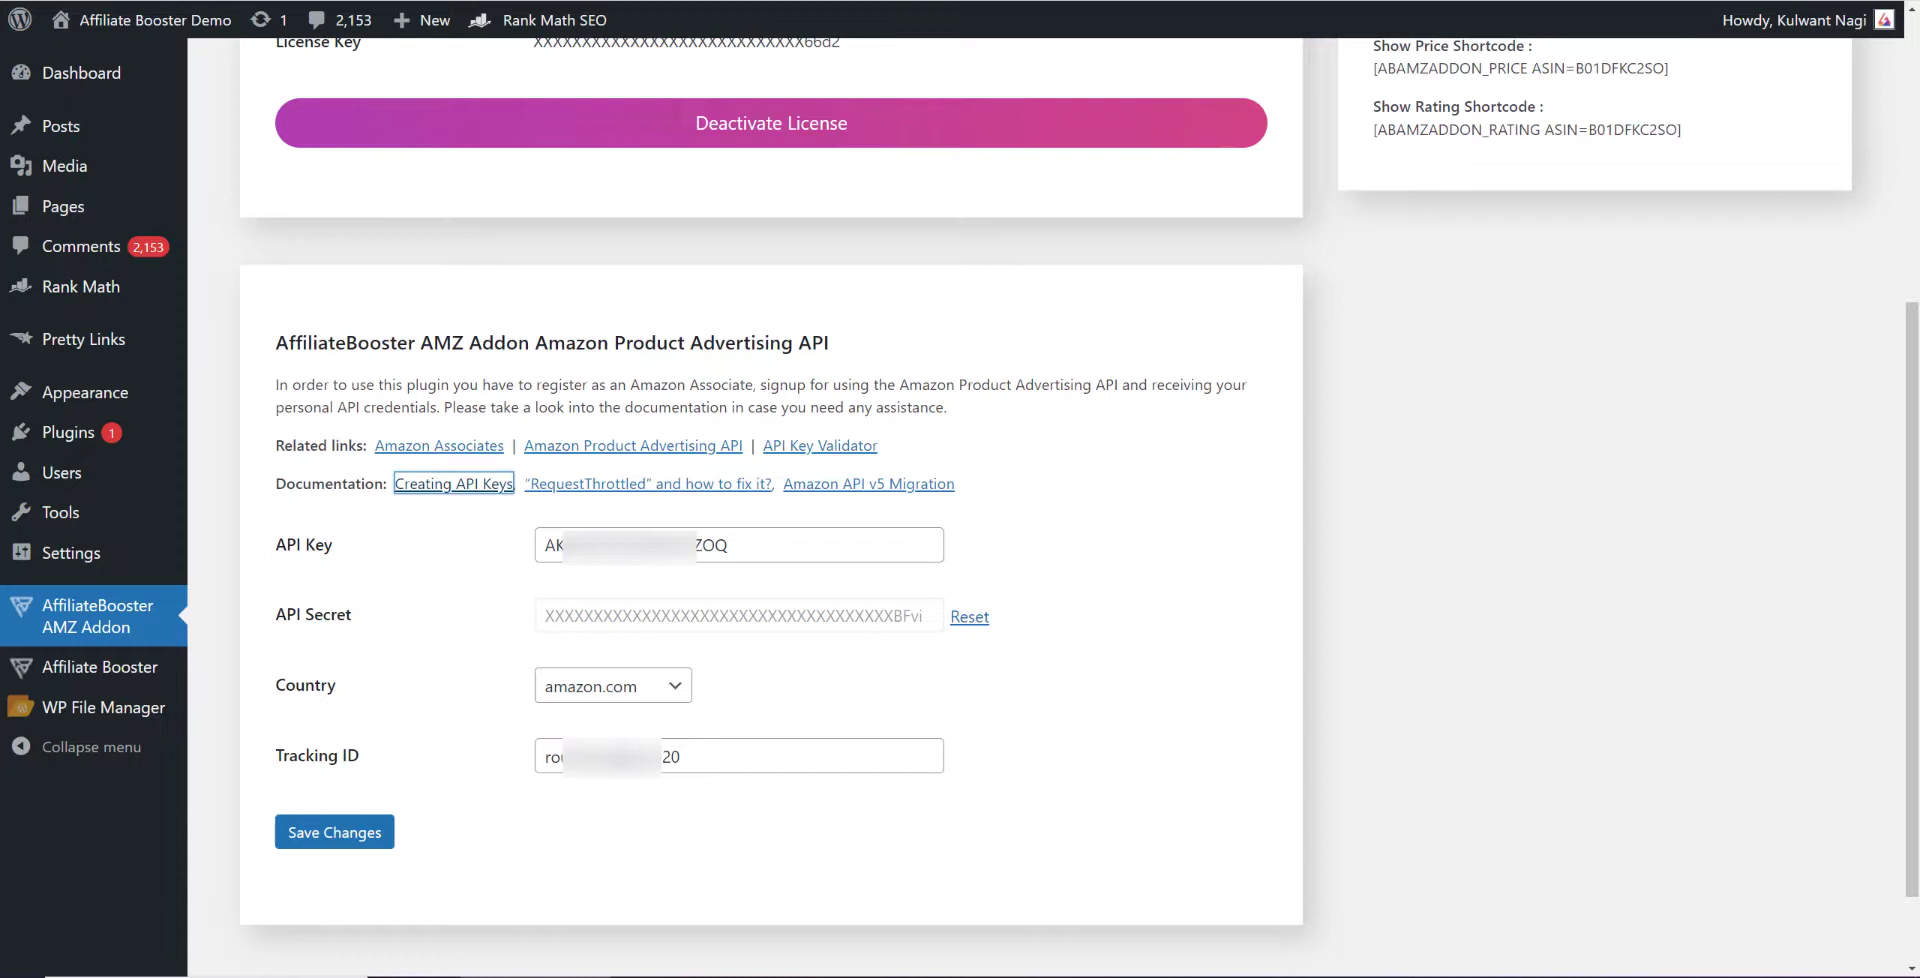 Affiliate Booster Demo 1 2,153 New Rank Math SEO Howdy, Kulwant Nagi
Dashboard
Posts
Media
Pages
Comments 2,153
Rank Math
Pretty Links
Appearance
Plugins 1
Users
Tools
Settings
AffiliateBooster
AMZ Addon
Affiliate Booster
WP File Manager
Collapse menu
License Key XXXXXXXXXXXXXXXXXXXXXXXXXXXX66d2
Deactivate License
Show Price Shortcode :
[ABAMZADDON_PRICE ASIN=B01DFKC2SO]
Show Rating Shortcode :
[ABAMZADDON_RATING ASIN=B01DFKC2SO]
AffiliateBooster AMZ Addon Amazon Product Advertising API
In order to use this plugin you have to register as an Amazon Associate, signup for using the Amazon Product Advertising API and receiving your
personal API credentials. Please take a look into the documentation in case you need any assistance.
Related links: Amazon Associates | Amazon Product Advertising API | API Key Validator
Documentation: Creating API Keys, “RequestThrottled” and how to fix it?, Amazon API v5 Migration
API Key AK ZOQ
API Secret XXXXXXXXXXXXXXXXXXXXXXXXXXXXXXXXXXXXBFvi Reset
Country amazon.com
Tracking ID rou 20
Save Changes